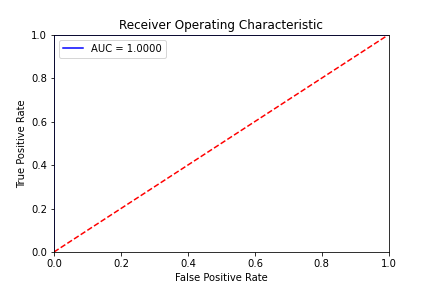 Receiver Operating Characteristic
AUC = 1.0000
True Positive Rate
1.0
0.8
0.6
0.4
0.2
0.0
0.0 0.2 0.4 0.6 0.8 1.0
False Positive Rate